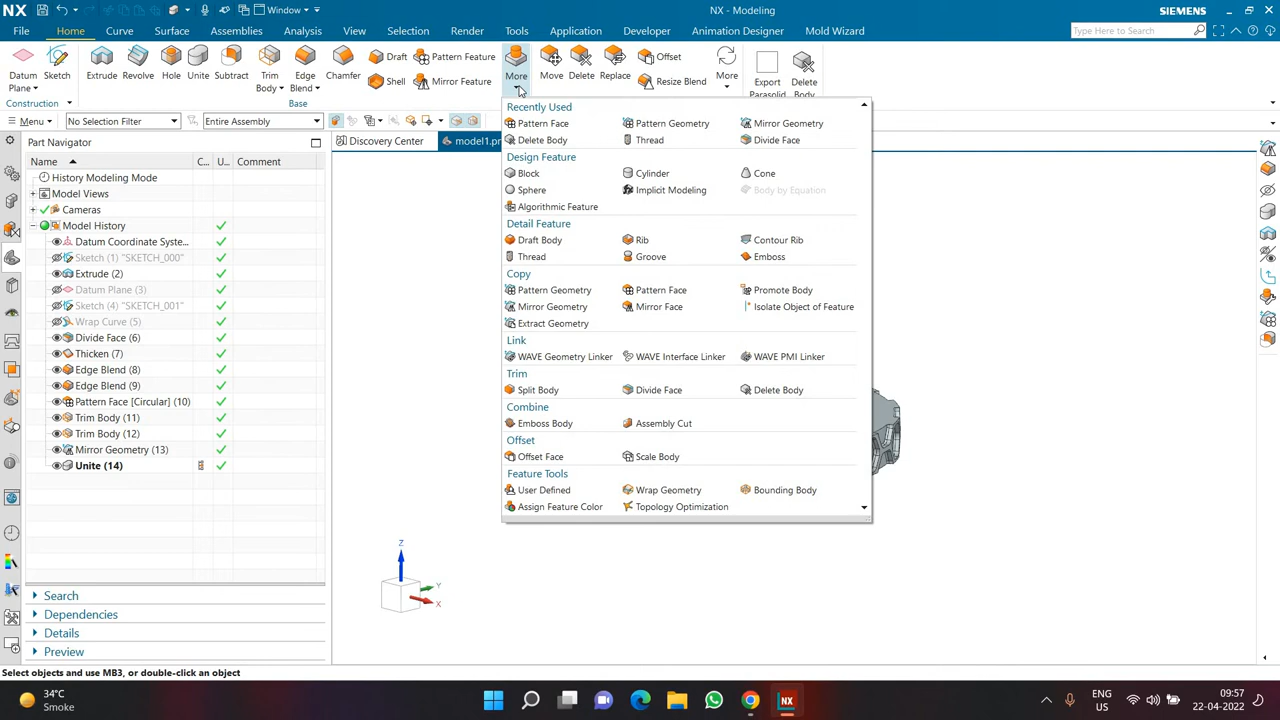 NX
Window
NX - Modeling
SIEMENS
File Home Curve Surface Assemblies Analysis View Selection Render Tools Application Developer Animation Designer Mold Wizard
Type Here to Search
Datum Plane
Sketch
Extrude
Revolve
Hole
Unite
Subtract
Trim Body
Edge Blend
Chamfer
Draft
Shell
Pattern Feature
Mirror Feature
More
Move
Delete
Replace
Offset
Resize Blend
More
Export Parasolid
Delete Body
Construction
Base
Menu
No Selection Filter
Entire Assembly
Part Navigator
Discovery Center
model1.pr
Name C... U... Comment
History Modeling Mode
Model Views
Cameras
Model History
Datum Coordinate Syste...
Sketch (1) "SKETCH_000"
Extrude (2)
Datum Plane (3)
Sketch (4) "SKETCH_001"
Wrap Curve (5)
Divide Face (6)
Thicken (7)
Edge Blend (8)
Edge Blend (9)
Pattern Face [Circular] (10)
Trim Body (11)
Trim Body (12)
Mirror Geometry (13)
Unite (14)
Search
Dependencies
Details
Preview
Recently Used
Pattern Face Pattern Geometry Mirror Geometry
Delete Body Thread Divide Face
Design Feature
Block Cylinder Cone
Sphere Implicit Modeling Body by Equation
Algorithmic Feature
Detail Feature
Draft Body Rib Contour Rib
Thread Groove Emboss
Copy
Pattern Geometry Pattern Face Promote Body
Mirror Geometry Mirror Face Isolate Object of Feature
Extract Geometry
Link
WAVE Geometry Linker WAVE Interface Linker WAVE PMI Linker
Trim
Split Body Divide Face Delete Body
Combine
Emboss Body Assembly Cut
Offset
Offset Face Scale Body
Feature Tools
User Defined Wrap Geometry Bounding Body
Assign Feature Color Topology Optimization
Z
Y
X
Select objects and use MB3, or double-click an object
34°C
Smoke
NX
ENG
US
09:57
22-04-2022